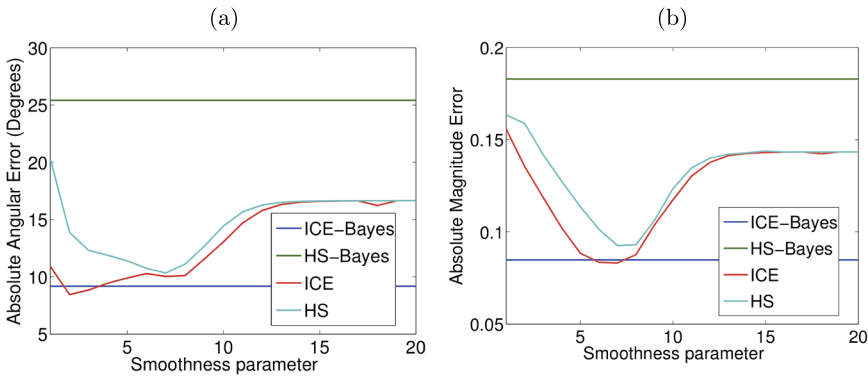 (a)
Absolute Angular Error (Degrees)
30
25
20
15
10
5
5
10
15
20
Smoothness parameter
ICE−Bayes
HS−Bayes
ICE
HS
(b)
Absolute Magnitude Error
0.2
0.15
0.1
0.05
5
10
15
20
Smoothness parameter
ICE−Bayes
HS−Bayes
ICE
HS